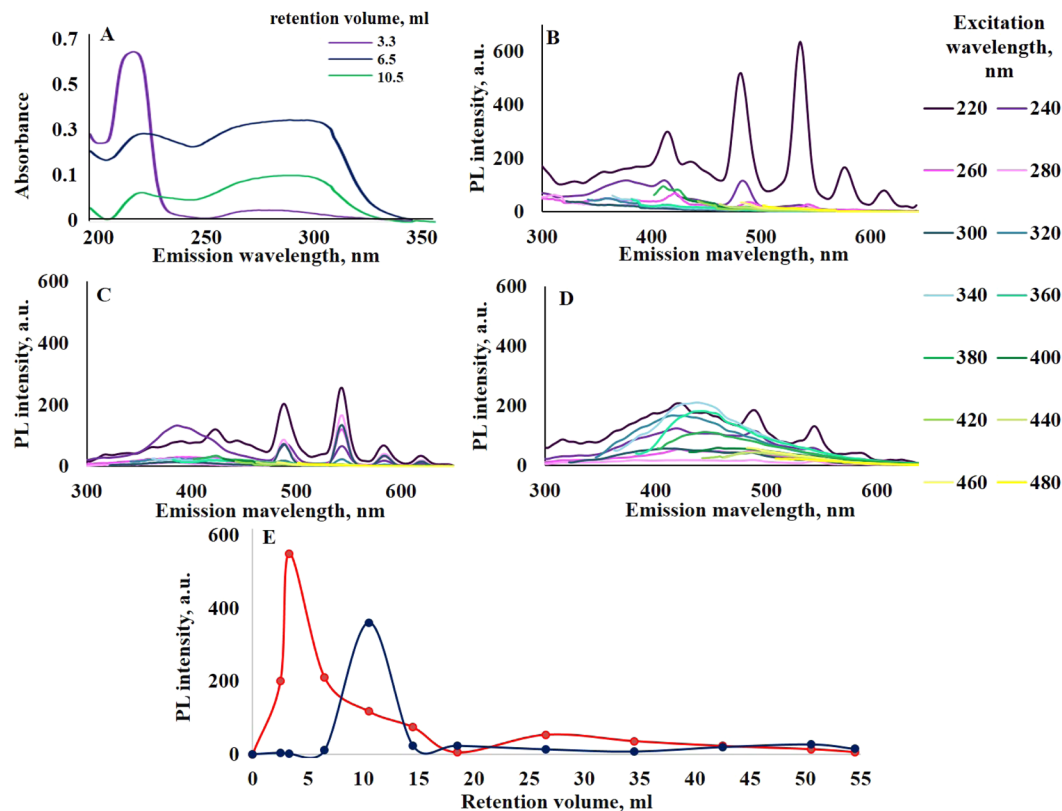 A
retention volume, ml
3.3
6.5
10.5
0.7
0.5
0.3
0.1
0
Absorbance
200 250 300 350
Emission wavelength, nm
B
600
400
200
0
PL intensity, a.u.
300 400 500 600
Emission mavelength, nm
Excitation
wavelength,
nm
220 240
260 280
300 320
340 360
380 400
420 440
460 480
C
600
400
200
0
PL intensity, a.u.
300 400 500 600
Emission mavelength, nm
D
600
400
200
0
PL intensity, a.u.
300 400 500 600
Emission mavelength, nm
E
600
400
200
0
PL intensity, a.u.
0 5 10 15 20 25 30 35 40 45 50 55
Retention volume, ml